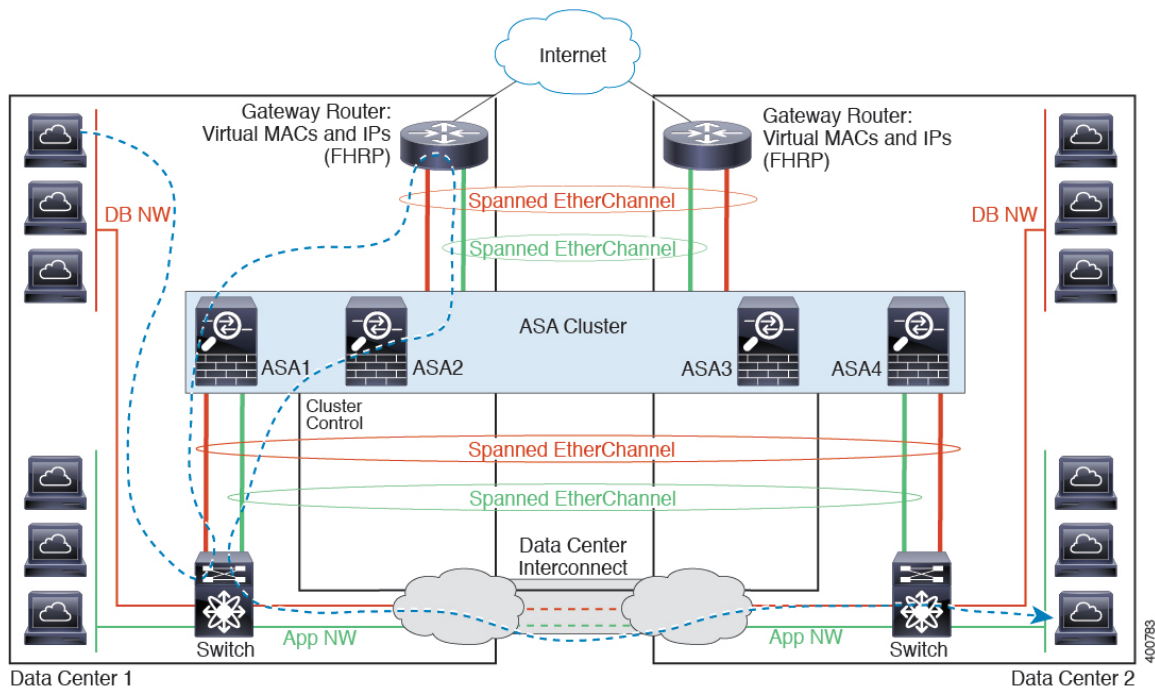 Internet
Gateway Router:
Virtual MACs and IPs
(FHRP)
Gateway Router:
Virtual MACs and IPs
(FHRP)
DB NW
Spanned EtherChannel
DB NW
Spanned EtherChannel
ASA Cluster
ASA1
ASA2
ASA3
ASA4
Cluster
Control
Spanned EtherChannel
Spanned EtherChannel
Data Center
Interconnect
App NW
App NW
Switch
Switch
400783
Data Center 1
Data Center 2